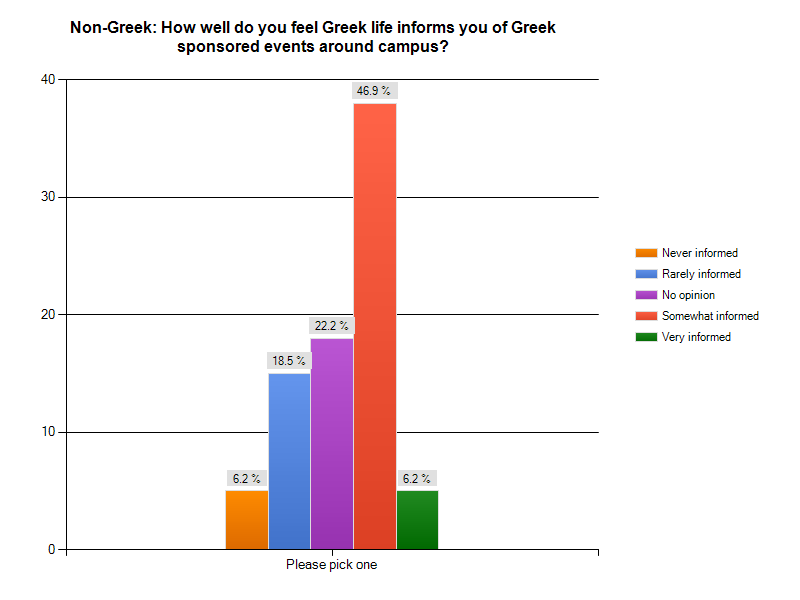 Non-Greek: How well do you feel Greek life informs you of Greek
sponsored events around campus?
40
46.9 %
30
Never informed
Rarely informed
No opinion
Somewhat informed
Very informed
20
22.2 %
18.5 %
10
6.2 %
6.2 %
0
Please pick one